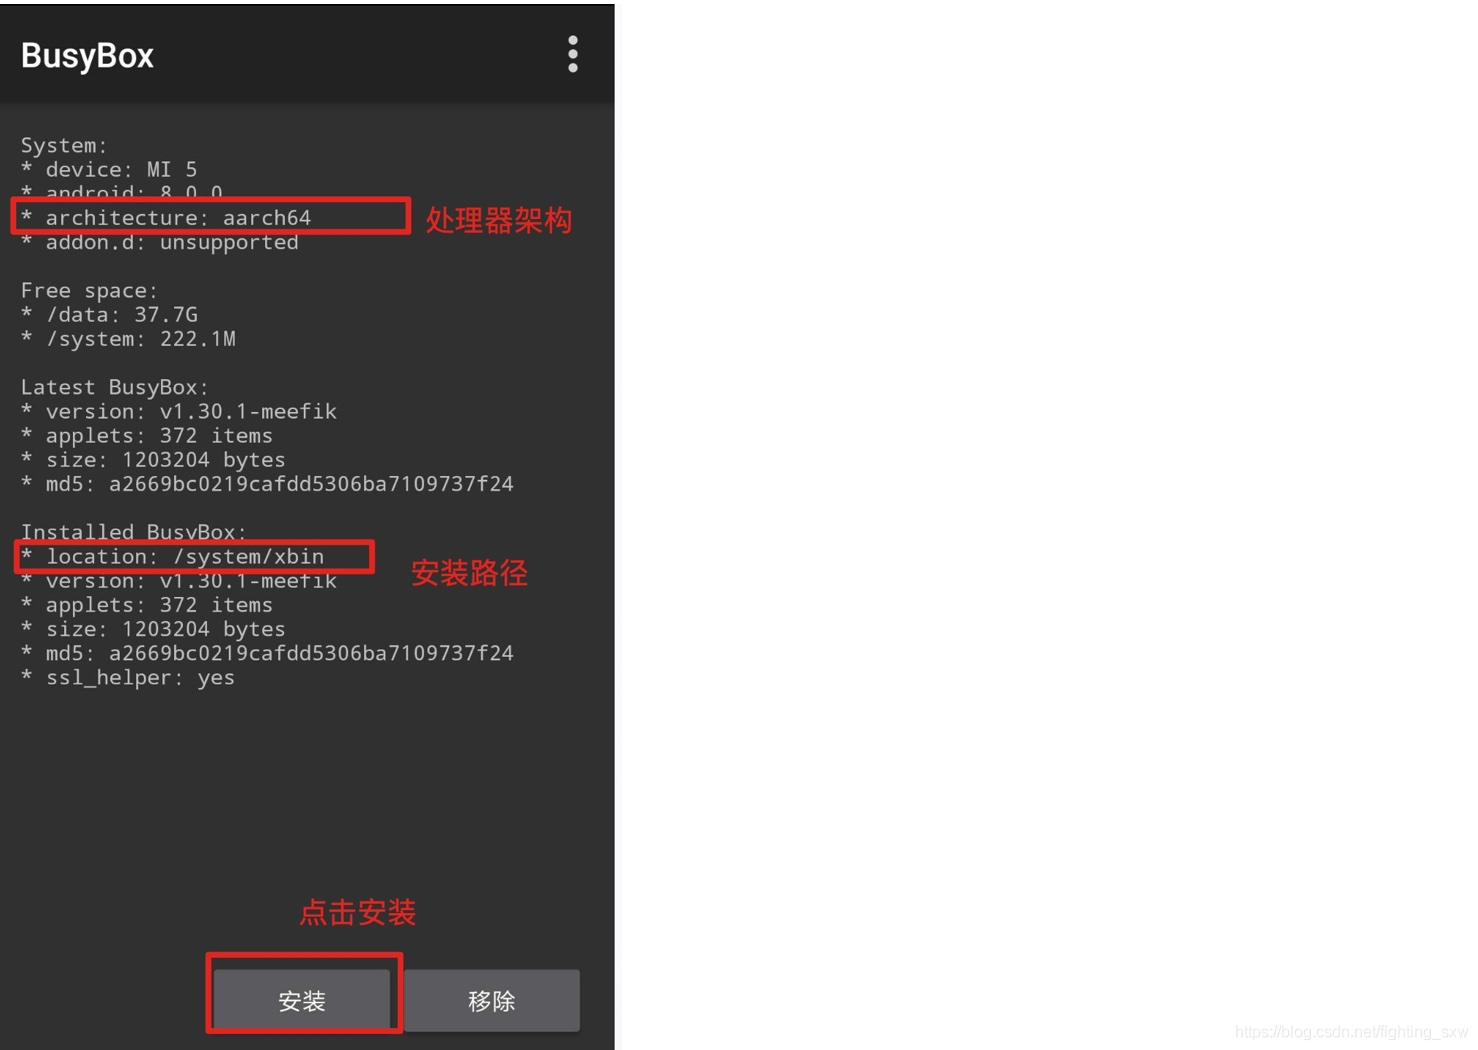 BusyBox
System:
* device: MI 5
* android: 8.0.0
* architecture: aarch64
处理器架构
* addon.d: unsupported
Free space:
* /data: 37.7G
* /system: 222.1M
Latest BusyBox:
* version: v1.30.1-meefik
* applets: 372 items
* size: 1203204 bytes
* md5: a2669bc0219cafdd5306ba7109737f24
Installed BusyBox:
* location: /system/xbin
安装路径
* version: v1.30.1-meefik
* applets: 372 items
* size: 1203204 bytes
* md5: a2669bc0219cafdd5306ba7109737f24
* ssl_helper: yes
点击安装
安装
移除
https://blog.csdn.net/fighting_sxw